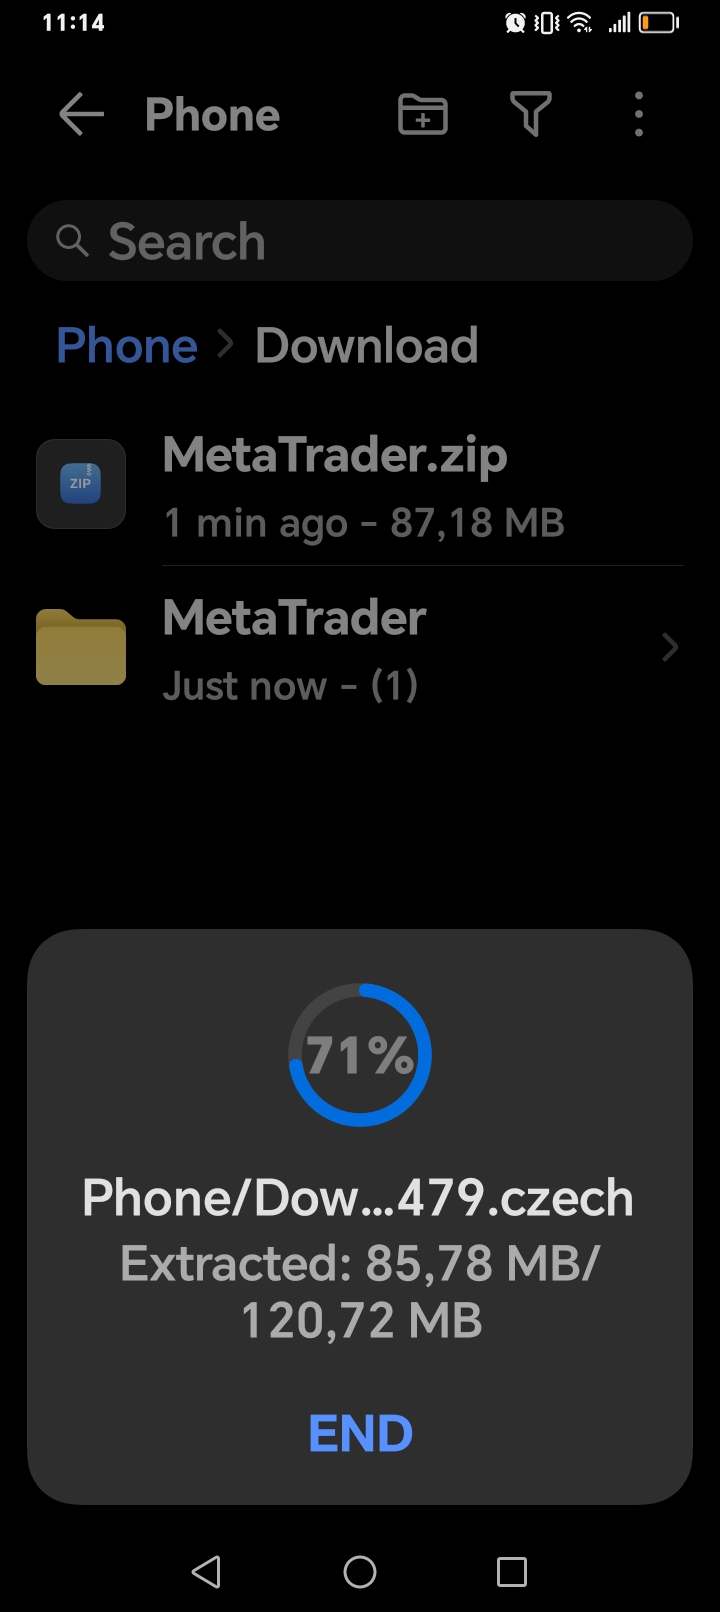 11:14
Phone
Search
Phone > Download
MetaTrader.zip
ZIP
1 min ago - 87,18 MB
MetaTrader
Just now - (1)
71%
Phone/Dow...479.czech
Extracted: 85,78 MB/
120,72 MB
END